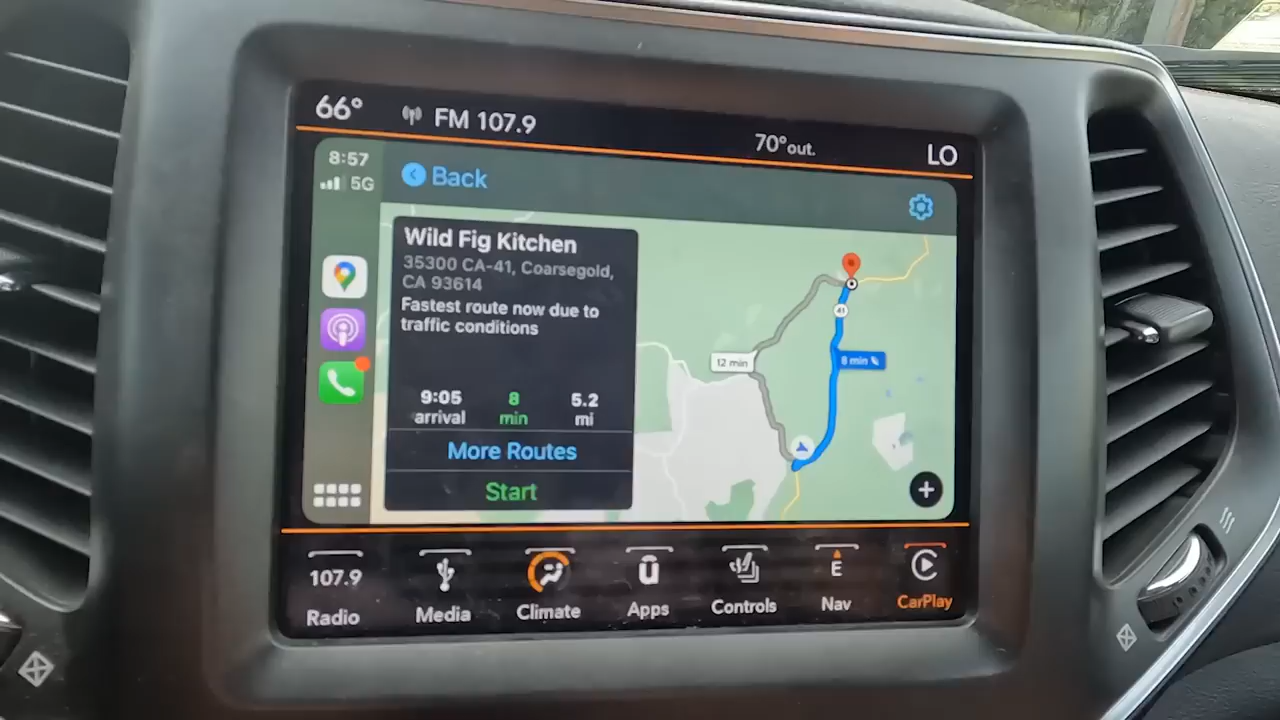 66°
FM 107.9
70°out.
LO
8:57
5G
Back
Wild Fig Kitchen
35300 CA-41, Coarsegold,
CA 93614
Fastest route now due to
traffic conditions
9:05 8 5.2
arrival min mi
More Routes
Start
41
12 min
8 min
107.9
Radio
Media
Climate
Apps
Controls
E
Nav
CarPlay